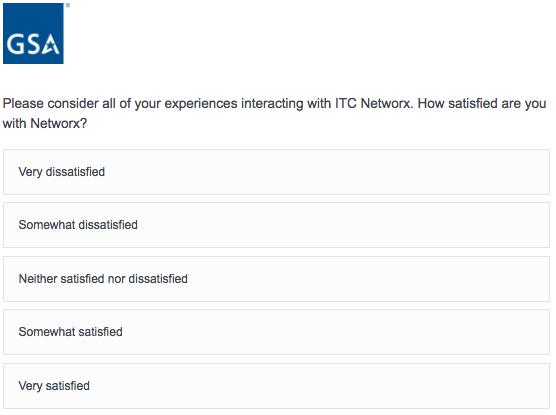 GSA
Please consider all of your experiences interacting with ITC Networx. How satisfied are you
with Networx?
Very dissatisfied
Somewhat dissatisfied
Neither satisfied nor dissatisfied
Somewhat satisfied
Very satisfied